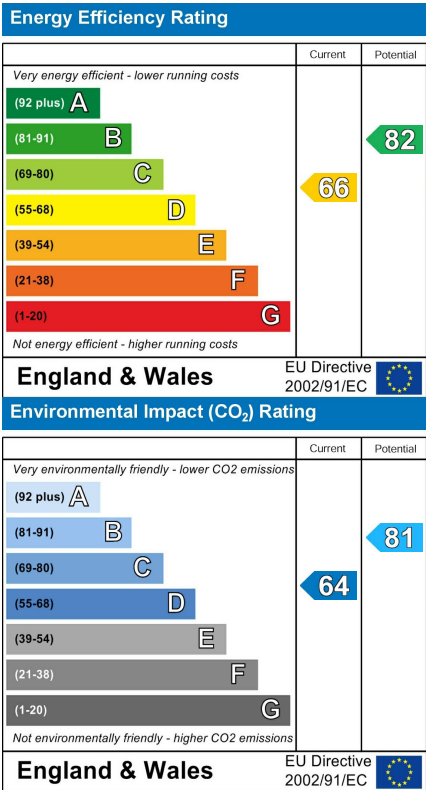 Energy Efficiency Rating
Current Potential
Very energy efficient - lower running costs
(92 plus) A
(81-91) B
82
(69-80) C
66
(55-68) D
(39-54) E
(21-38) F
(1-20) G
Not energy efficient - higher running costs
England & Wales
EU Directive
2002/91/EC
Environmental Impact (CO₂) Rating
Current Potential
Very environmentally friendly - lower CO2 emissions
(92 plus) A
(81-91) B
81
(69-80) C
64
(55-68) D
(39-54) E
(21-38) F
(1-20) G
Not environmentally friendly - higher CO2 emissions
England & Wales
EU Directive
2002/91/EC